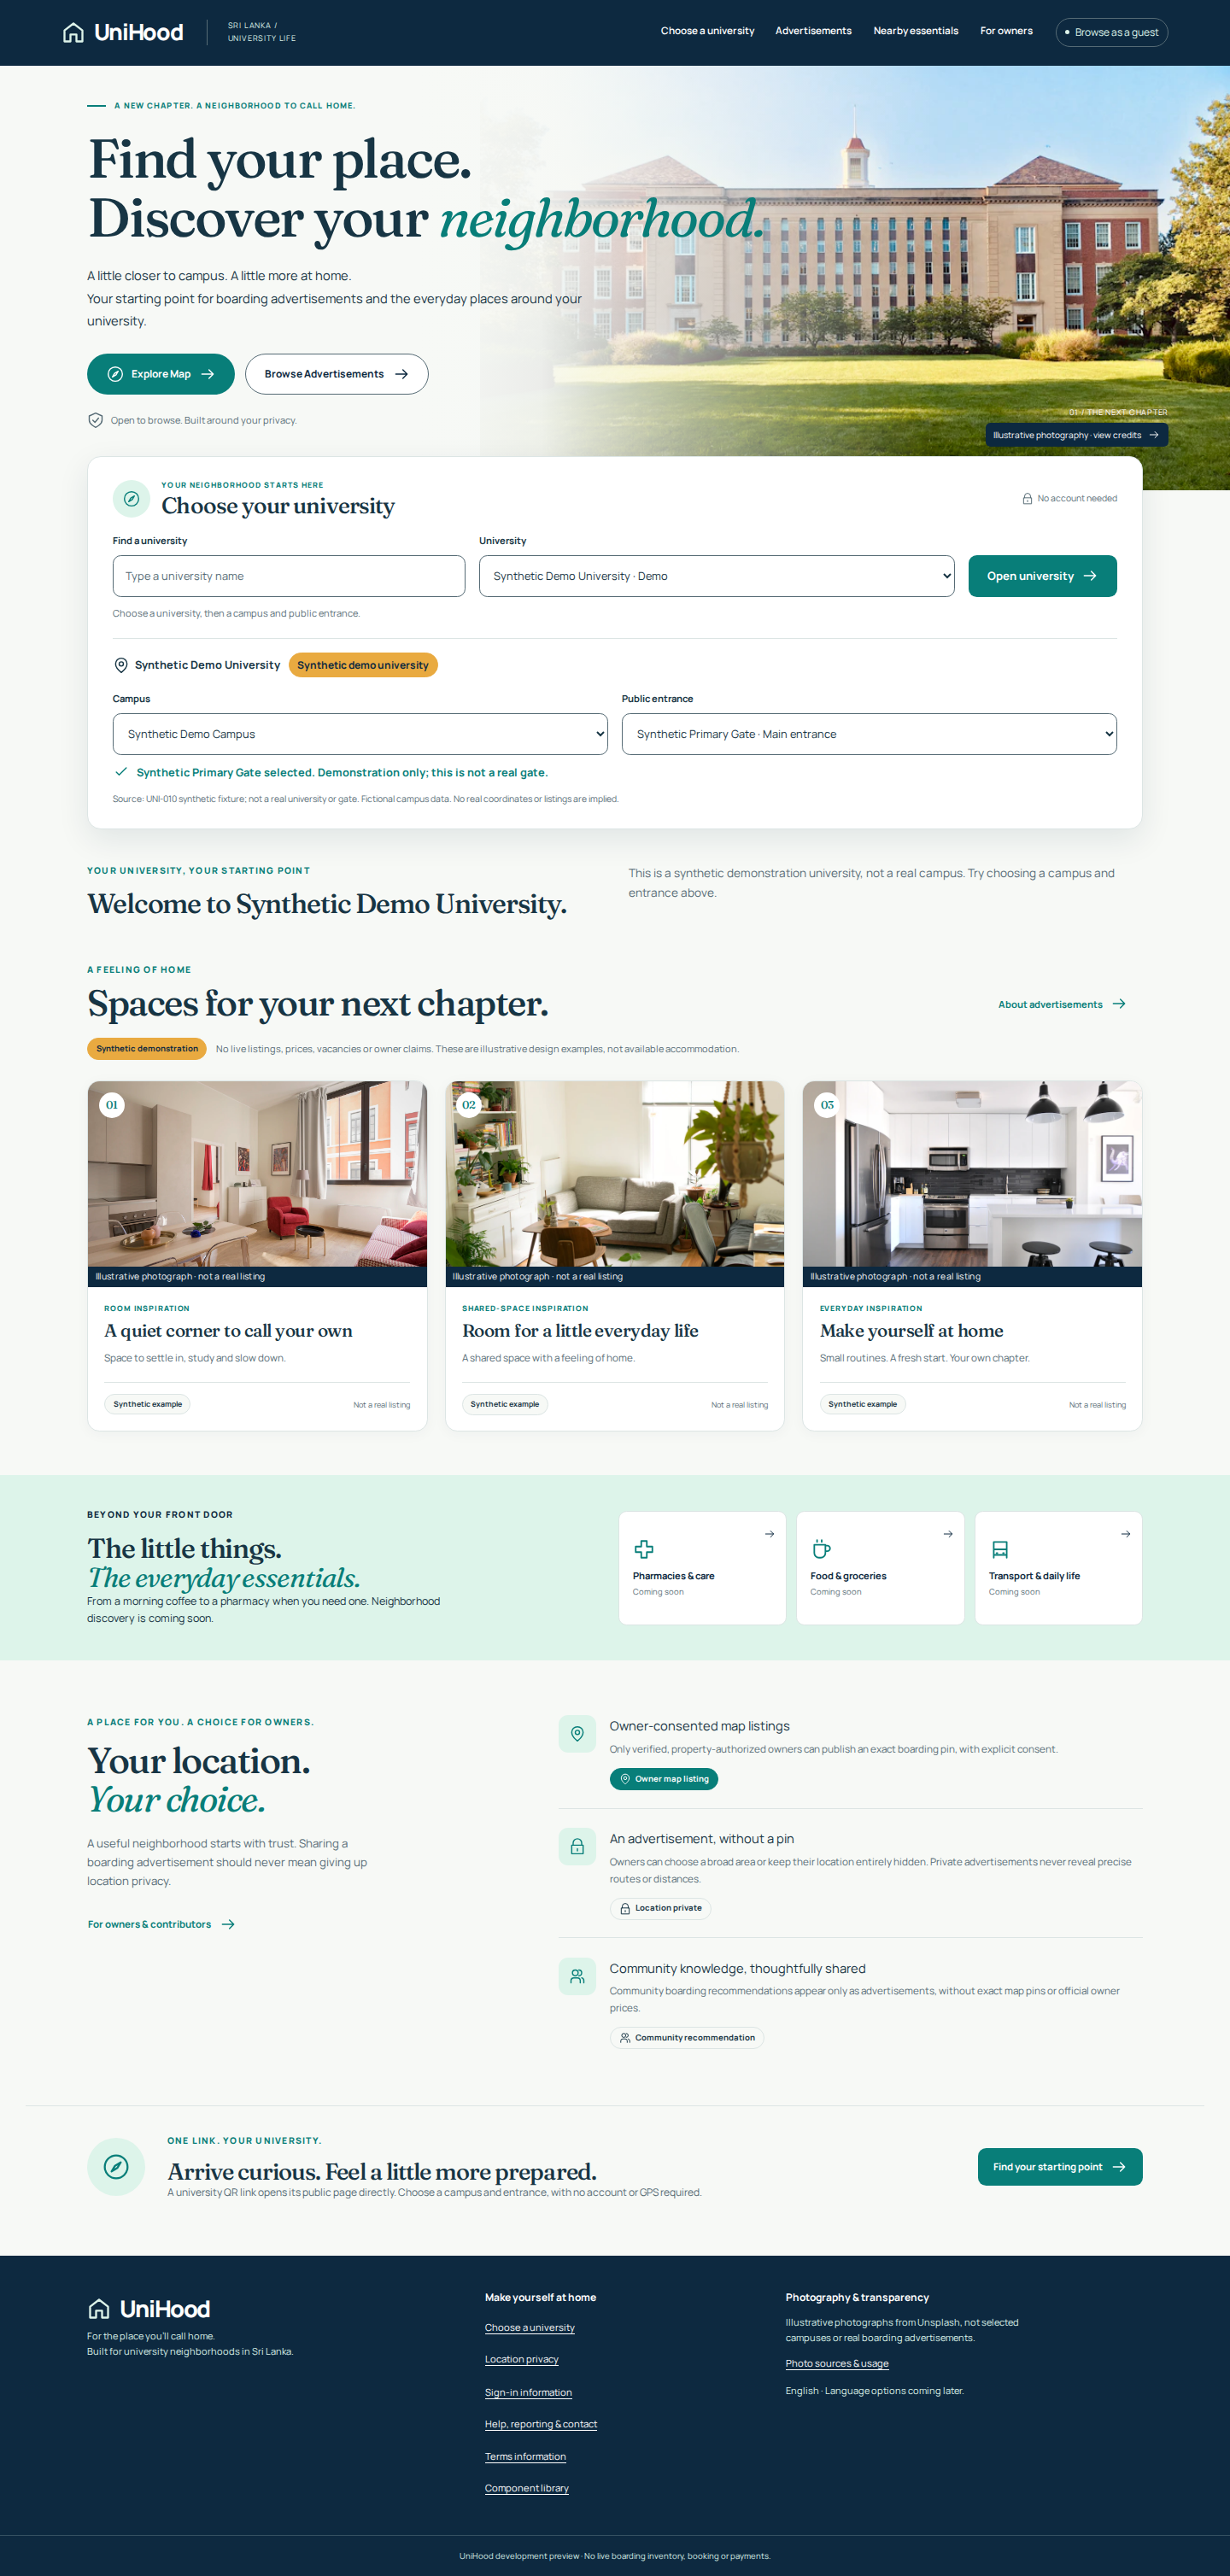 UniHood
SRI LANKA /
UNIVERSITY LIFE
Choose a university
Advertisements
Nearby essentials
For owners
Browse as a guest
A NEW CHAPTER. A NEIGHBORHOOD TO CALL HOME.
Find your place.
Discover your neighborhood.
A little closer to campus. A little more at home.
Your starting point for boarding advertisements and the everyday places around your
university.
Explore Map
Browse Advertisements
Open to browse. Built around your privacy.
01 / THE NEXT CHAPTER
Illustrative photography · view credits
YOUR NEIGHBORHOOD STARTS HERE
Choose your university
No account needed
Find a university
University
Type a university name
Synthetic Demo University · Demo
Open university
Choose a university, then a campus and public entrance.
Synthetic Demo University
Synthetic demo university
Campus
Public entrance
Synthetic Demo Campus
Synthetic Primary Gate · Main entrance
Synthetic Primary Gate selected. Demonstration only; this is not a real gate.
Source: UNI-010 synthetic fixture; not a real university or gate. Fictional campus data. No real coordinates or listings are implied.
YOUR UNIVERSITY, YOUR STARTING POINT
Welcome to Synthetic Demo University.
This is a synthetic demonstration university, not a real campus. Try choosing a campus and
entrance above.
A FEELING OF HOME
Spaces for your next chapter.
About advertisements
Synthetic demonstration
No live listings, prices, vacancies or owner claims. These are illustrative design examples, not available accommodation.
01
02
03
Illustrative photograph · not a real listing
Illustrative photograph · not a real listing
Illustrative photograph · not a real listing
ROOM INSPIRATION
A quiet corner to call your own
Space to settle in, study and slow down.
Synthetic example
Not a real listing
SHARED-SPACE INSPIRATION
Room for a little everyday life
A shared space with a feeling of home.
Synthetic example
Not a real listing
EVERYDAY INSPIRATION
Make yourself at home
Small routines. A fresh start. Your own chapter.
Synthetic example
Not a real listing
BEYOND YOUR FRONT DOOR
The little things.
The everyday essentials.
From a morning coffee to a pharmacy when you need one. Neighborhood
discovery is coming soon.
Pharmacies & care
Coming soon
Food & groceries
Coming soon
Transport & daily life
Coming soon
A PLACE FOR YOU. A CHOICE FOR OWNERS.
Your location.
Your choice.
A useful neighborhood starts with trust. Sharing a
boarding advertisement should never mean giving up
location privacy.
For owners & contributors
Owner-consented map listings
Only verified, property-authorized owners can publish an exact boarding pin, with explicit consent.
Owner map listing
An advertisement, without a pin
Owners can choose a broad area or keep their location entirely hidden. Private advertisements never reveal precise
routes or distances.
Location private
Community knowledge, thoughtfully shared
Community boarding recommendations appear only as advertisements, without exact map pins or official owner
prices.
Community recommendation
ONE LINK. YOUR UNIVERSITY.
Arrive curious. Feel a little more prepared.
A university QR link opens its public page directly. Choose a campus and entrance, with no account or GPS required.
Find your starting point
UniHood
For the place you'll call home.
Built for university neighborhoods in Sri Lanka.
Make yourself at home
Choose a university
Location privacy
Sign-in information
Help, reporting & contact
Terms information
Component library
Photography & transparency
Illustrative photographs from Unsplash, not selected
campuses or real boarding advertisements.
Photo sources & usage
English · Language options coming later.
UniHood development preview · No live boarding inventory, booking or payments.